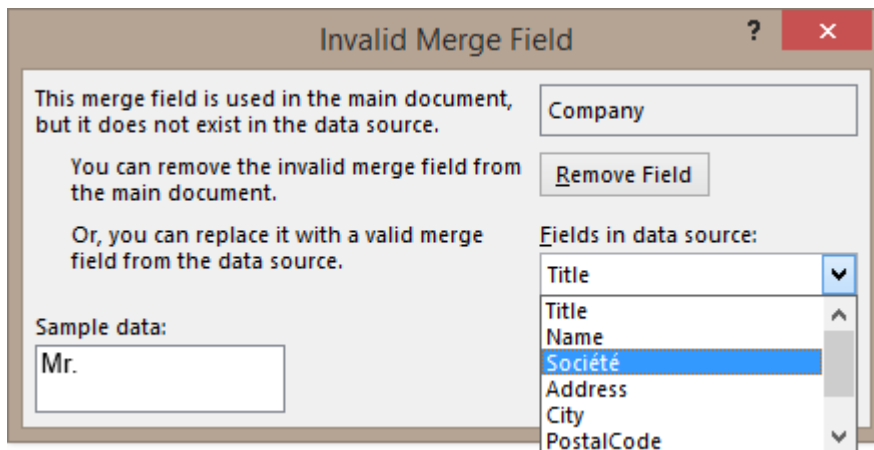 Invalid Merge Field
?
This merge field is used in the main document,
but it does not exist in the data source.
Company
You can remove the invalid merge field from
the main document.
Remove Field
Or, you can replace it with a valid merge
field from the data source.
Fields in data source:
Title
Sample data:
Mr.
Title
Name
Société
Address
City
PostalCode